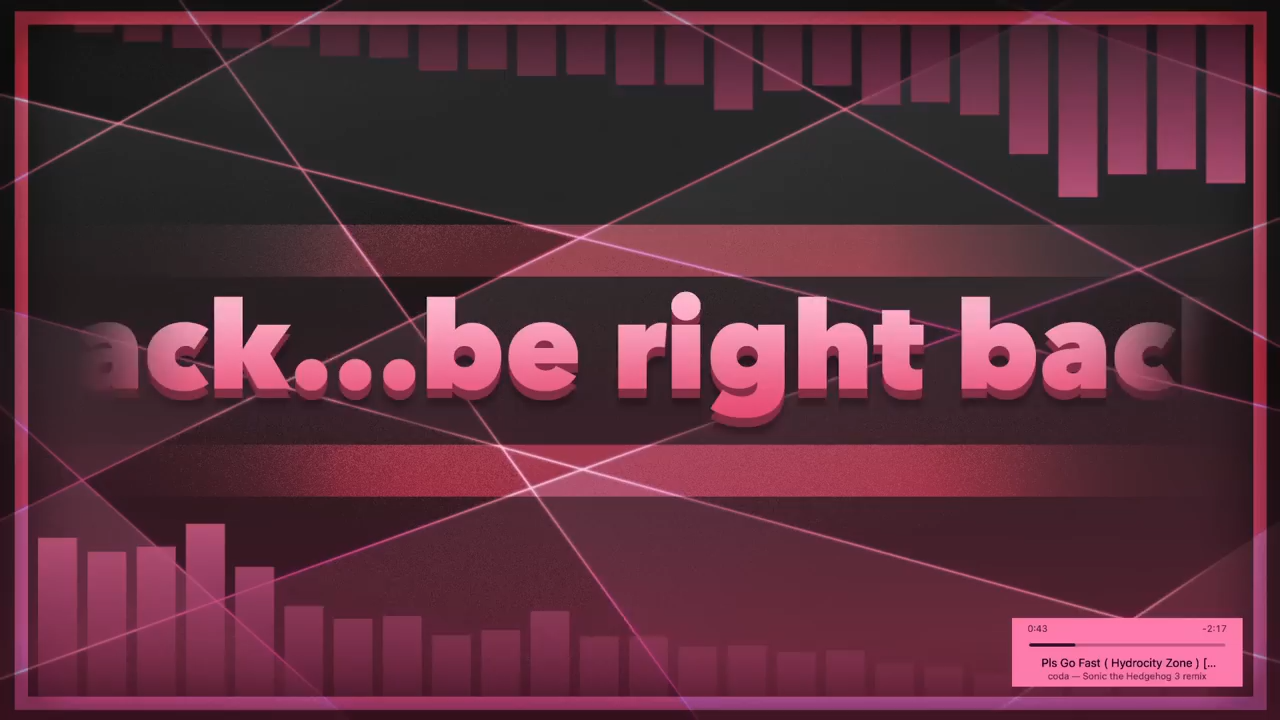 ack...be right bac
0:43 -2:17
Pls Go Fast ( Hydrocity Zone ) [...
coda — Sonic the Hedgehog 3 remix